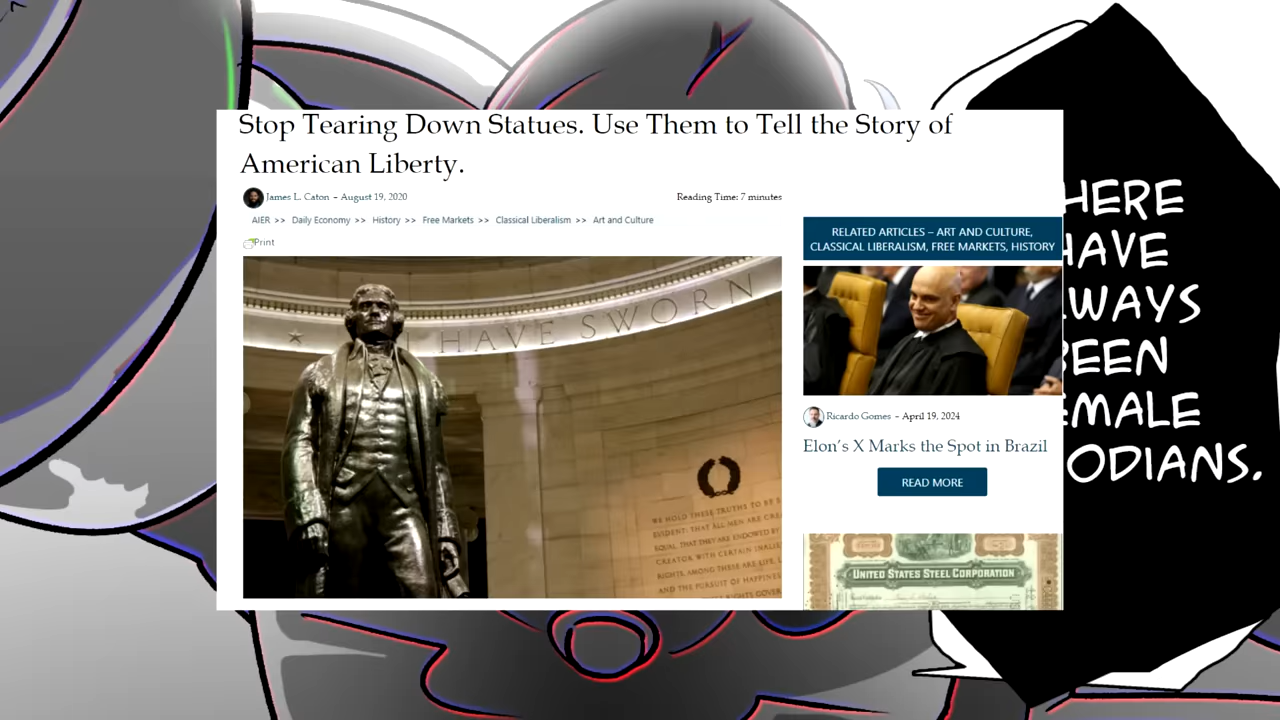 Stop Tearing Down Statues. Use Them to Tell the Story of
American Liberty.
James L. Caton - August 19, 2020
Reading Time: 7 minutes
AIER >> Daily Economy >> History >> Free Markets >> Classical Liberalism >> Art and Culture
Print
I HAVE SWORN
WE HOLD THESE TRUTHS TO BE S
EVIDENT: THAT ALL MEN ARE CREA
EQUAL, THAT THEY ARE ENDOWED BY
CREATOR WITH CERTAIN INALIE
RIGHTS, AMONG THESE ARE LIFE, L
AND THE PURSUIT OF HAPPINES
RELATED ARTICLES – ART AND CULTURE,
CLASSICAL LIBERALISM, FREE MARKETS, HISTORY
Ricardo Gomes - April 19, 2024
Elon's X Marks the Spot in Brazil
READ MORE
UNITED STATES STEEL CORPORATION
HERE
HAVE
LWAYS
BEEN
EMALE
ODIANS.